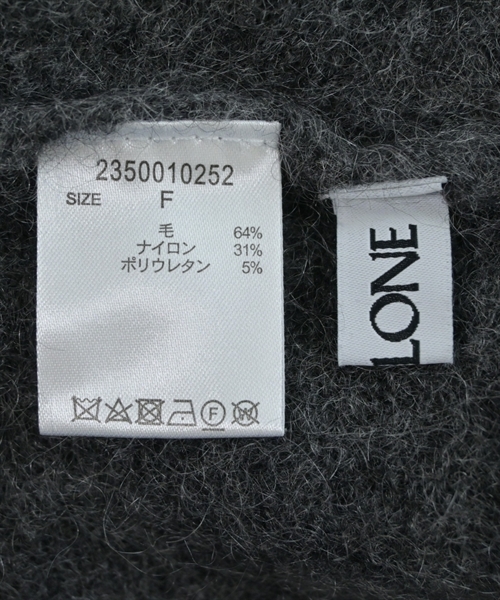 2350010252
SIZE F
毛 64%
ナイロン 31%
ポリウレタン 5%
F W
LONE